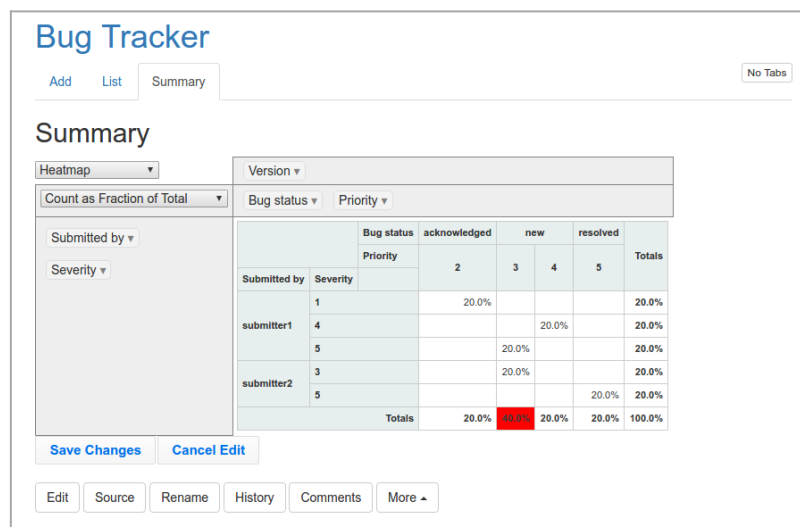 Bug Tracker
Add List Summary No Tabs
Summary
Heatmap ▼ Version ▾
Count as Fraction of Total ▼ Bug status ▾ Priority ▾
Submitted by ▾
Severity ▾
Bug status acknowledged new resolved Totals
Priority 2 3 4 5
Submitted by Severity
submitter1 1 20.0% 20.0%
4 20.0% 20.0%
5 20.0% 20.0%
submitter2 3 20.0% 20.0%
5 20.0% 20.0%
Totals 20.0% 40.0% 20.0% 20.0% 100.0%
Save Changes Cancel Edit
Edit Source Rename History Comments More